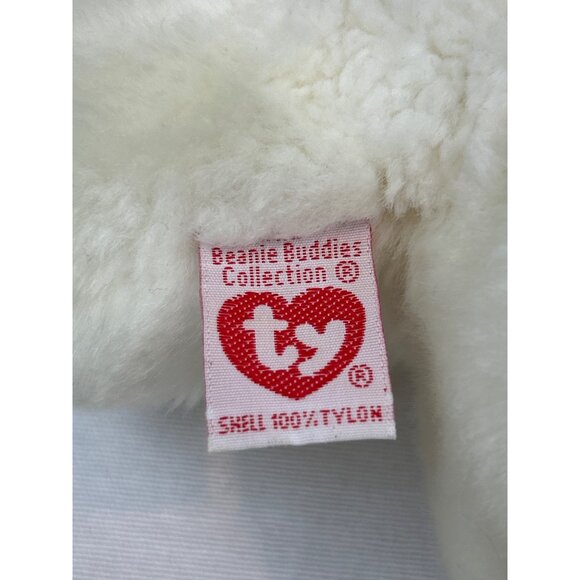 Beanie Buddies
Collection ®
ty
®
SHELL 100% TYLON